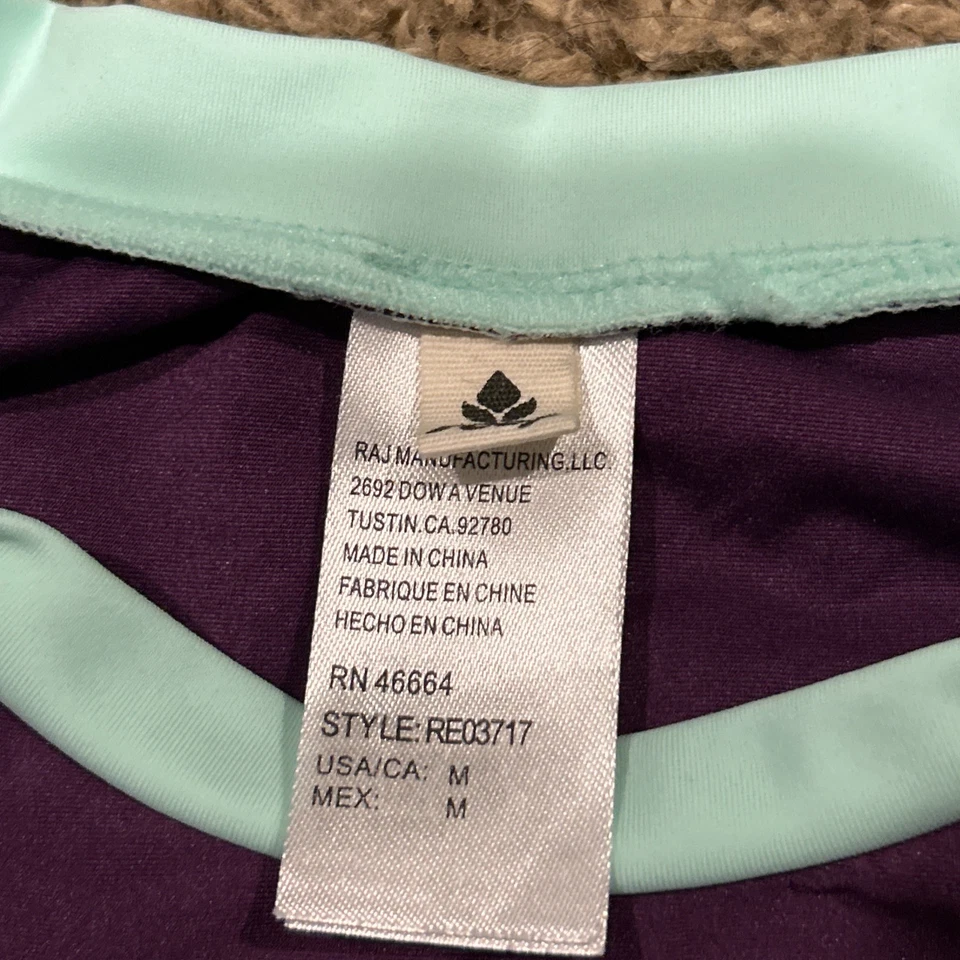 RAJ MANUFACTURING.LLC.
2692 DOW AVENUE
TUSTIN.CA.92780
MADE IN CHINA
FABRIQUE EN CHINE
HECHO EN CHINA
RN 46664
STYLE: RE03717
USA/CA: M
MEX: M